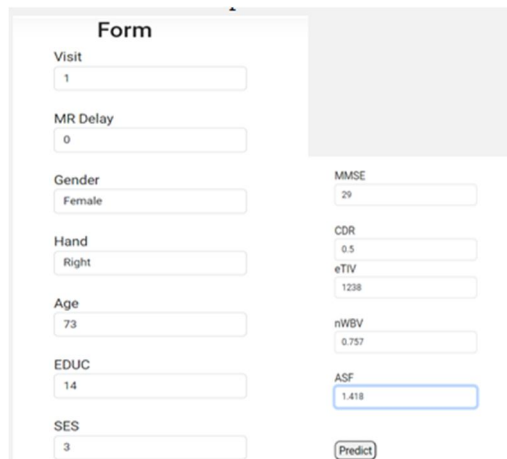 Form
Visit
1
MR Delay
0
Gender
Female
Hand
Right
Age
73
EDUC
14
SES
3
MMSE
29
CDR
0.5
eTIV
1238
nWBV
0.757
ASF
1.418
Predict